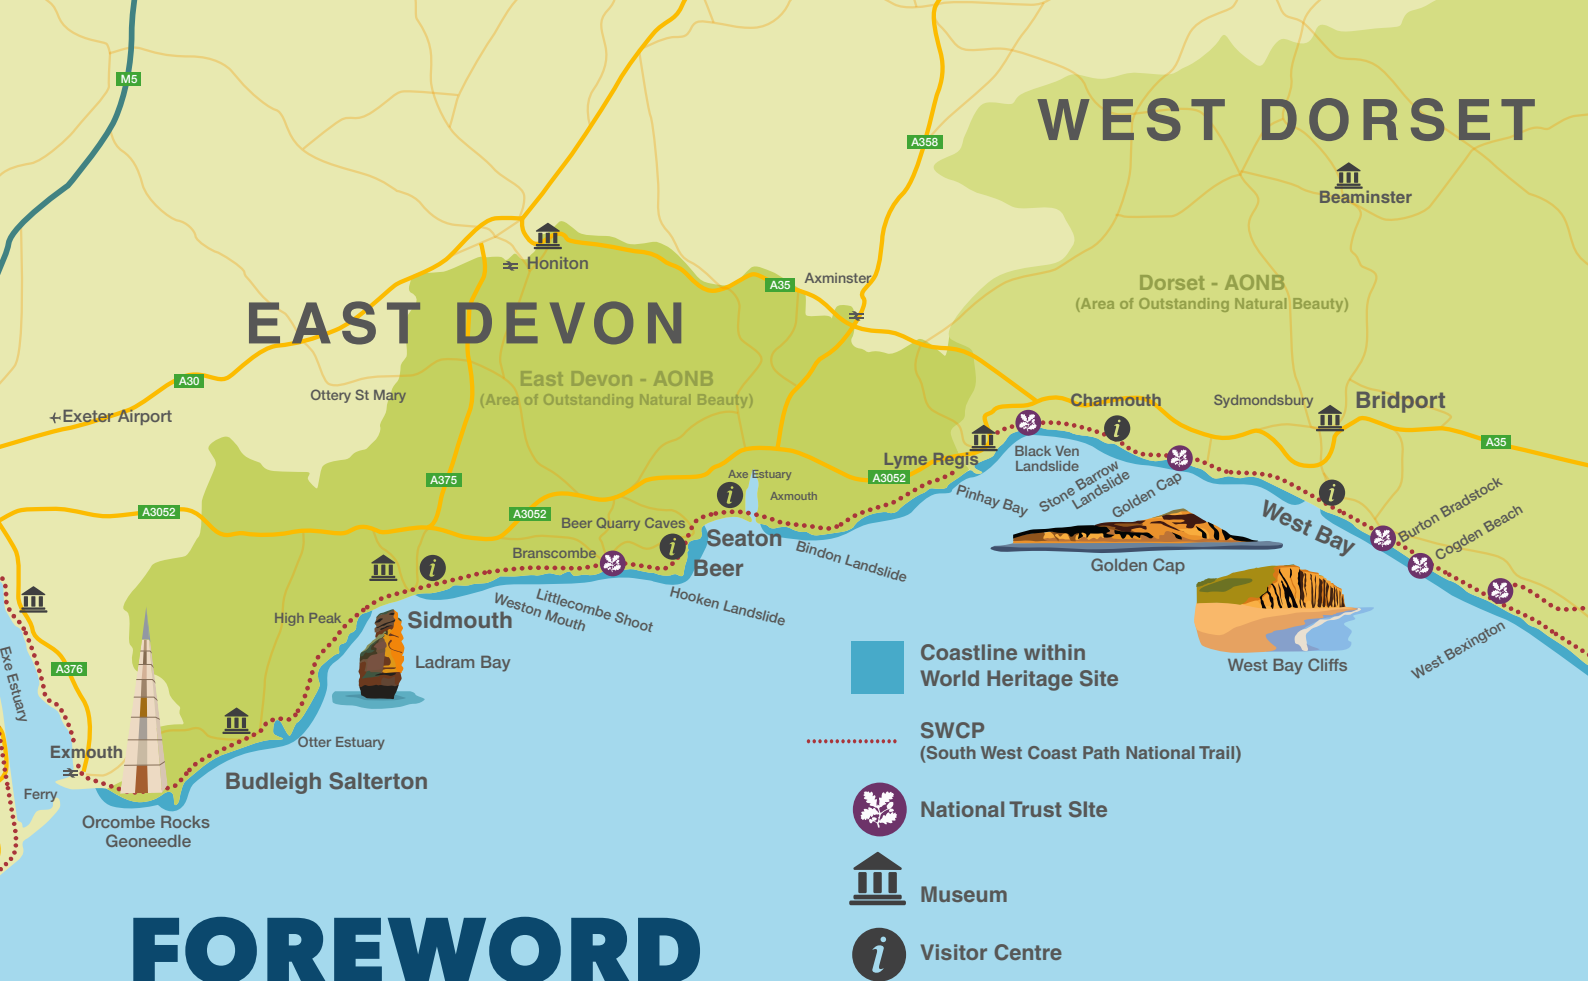 M5
WEST DORSET
A358
Beaminster
Honiton
Axminster
A35
EAST DEVON
Dorset - AONB
(Area of Outstanding Natural Beauty)
East Devon - AONB
(Area of Outstanding Natural Beauty)
A30
Ottery St Mary
Exeter Airport
Charmouth
Sydmondsbury
Bridport
A35
Lyme Regis
Black Ven
Landslide
A375
Axe Estuary
A3052
Axmouth
Pinhay Bay
Stone Barrow
Landslide
Golden Cap
A3052
A3052
Beer Quarry Caves
West Bay
Burton Bradstock
Cogden Beach
Seaton
Branscombe
Beer
Bindon Landslide
Golden Cap
Hooken Landslide
Littlecombe Shoot
Weston Mouth
High Peak
Sidmouth
Ladram Bay
West Bay Cliffs
West Bexington
Exe Estuary
A376
Coastline within
World Heritage Site
Otter Estuary
SWCP
(South West Coast Path National Trail)
Exmouth
Budleigh Salterton
Ferry
Orcombe Rocks
Geoneedle
National Trust SIte
Museum
i
Visitor Centre
FOREWORD